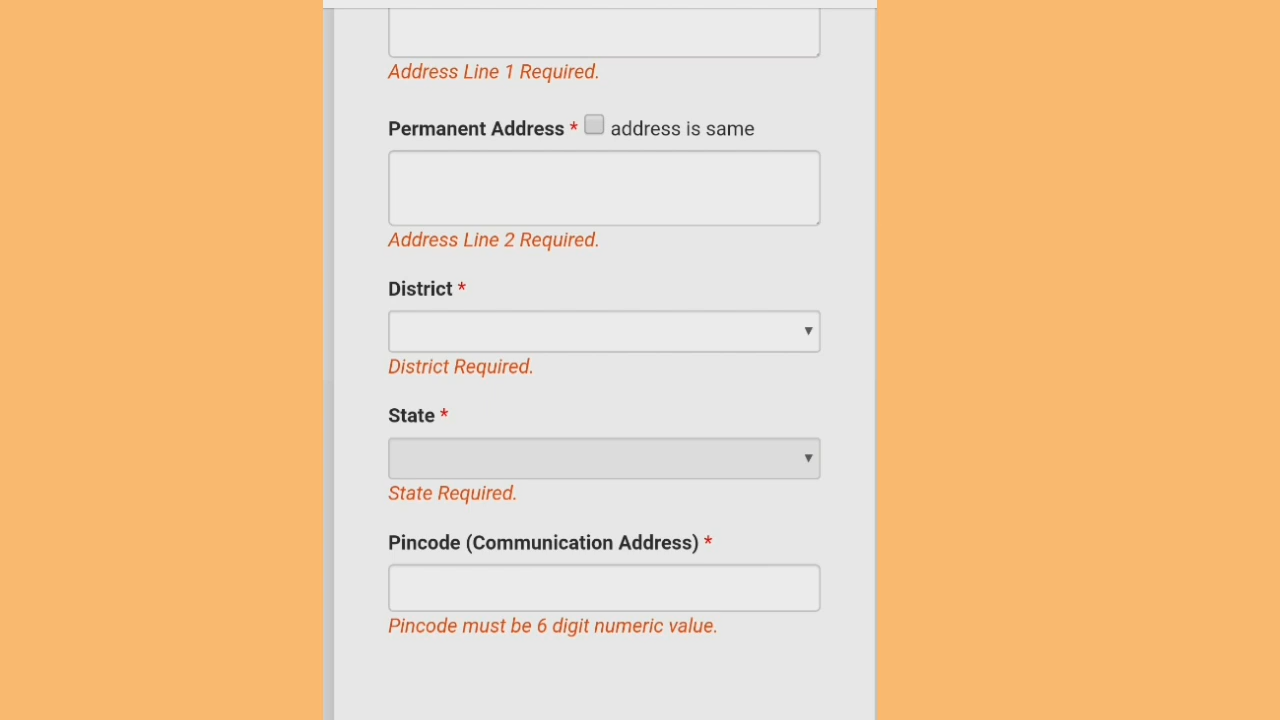 Address Line 1 Required.
Permanent Address * address is same
Address Line 2 Required.
District *
District Required.
State *
State Required.
Pincode (Communication Address) *
Pincode must be 6 digit numeric value.